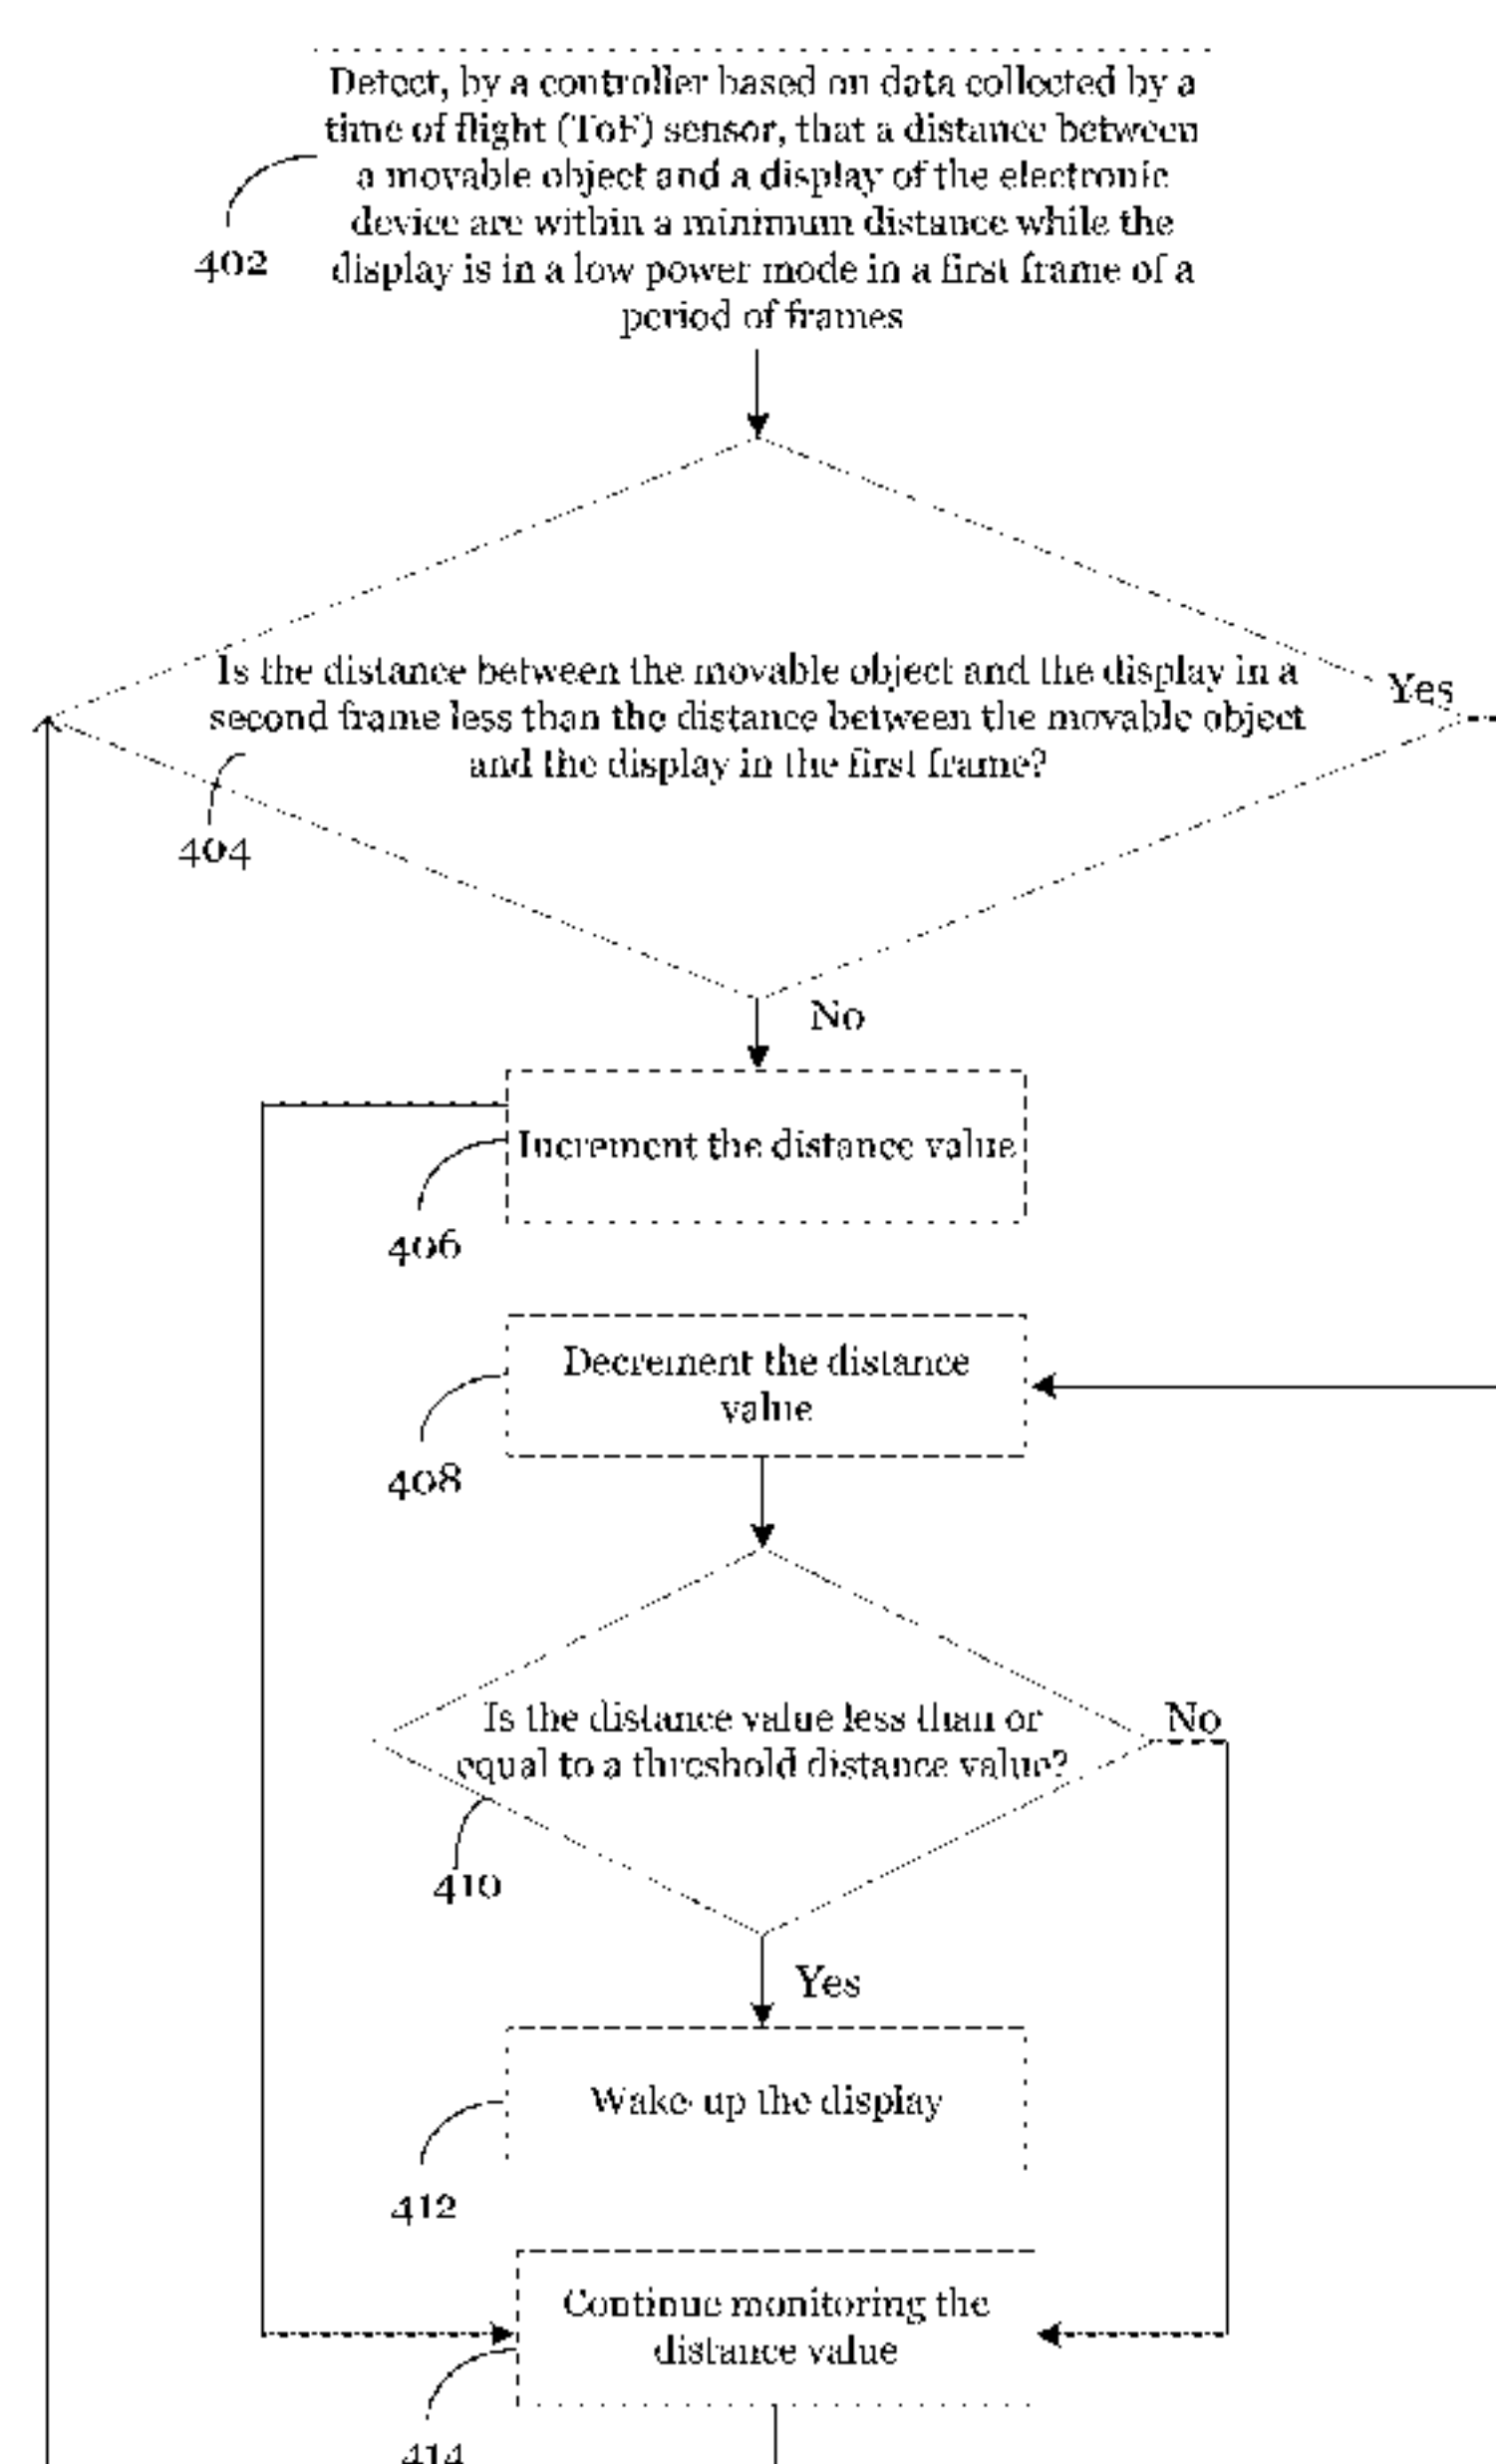 Detect, by a controller based on data collected by a
time of flight (ToF) sensor, that a distance between
a movable object and a display of the electronic
device are within a minimum distance while the
display is in a low power mode in a first frame of a
period of frames
402
Is the distance between the movable object and the display in a
second frame less than the distance between the movable object
and the display in the first frame?
Yes
404
No
Increment the distance value
406
Decrement the distance
value
408
Is the distance value less than or
equal to a threshold distance value?
No
410
Yes
Wake-up the display
412
Continue monitoring the
distance value
414